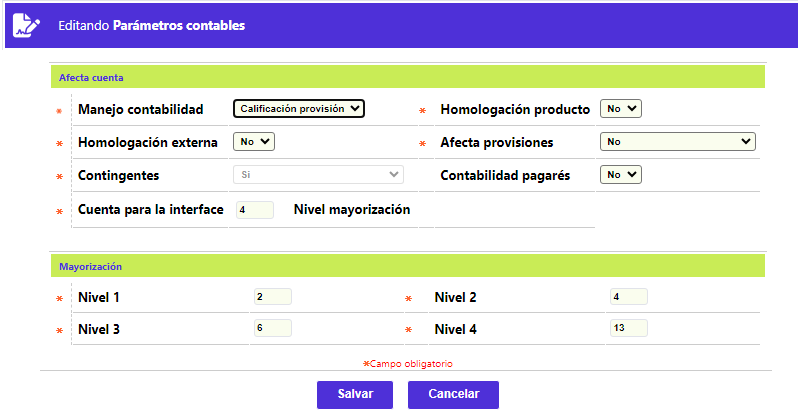 Editando Parámetros contables
Afecta cuenta
* Manejo contabilidad Calificación provisión * Homologación producto No
* Homologación externa No * Afecta provisiones No
* Contingentes Si Contabilidad pagarés No
* Cuenta para la interface 4 Nivel mayorización
Mayorización
* Nivel 1 2 * Nivel 2 4
* Nivel 3 6 * Nivel 4 13
*Campo obligatorio
Salvar Cancelar